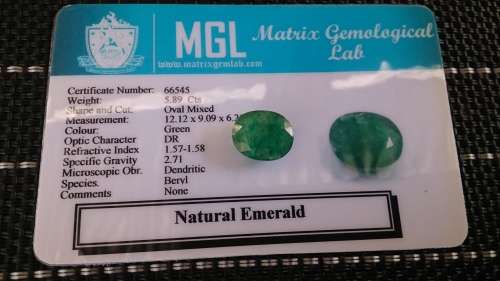 MGL
Matrix Gemological
Lab
www.matrixgemlab.com
Certificate Number: 66545
Weight: 5.89 Cts
Shape and Cut. Oval Mixed
Measurement: 12.12 x 9.09 x 6.2
Colour: Green
Optic Character DR
Refractive Index 1.57-1.58
Specific Gravity 2.71
Microscopic Obr. Dendritic
Species. Beryl
Comments None
Natural Emerald